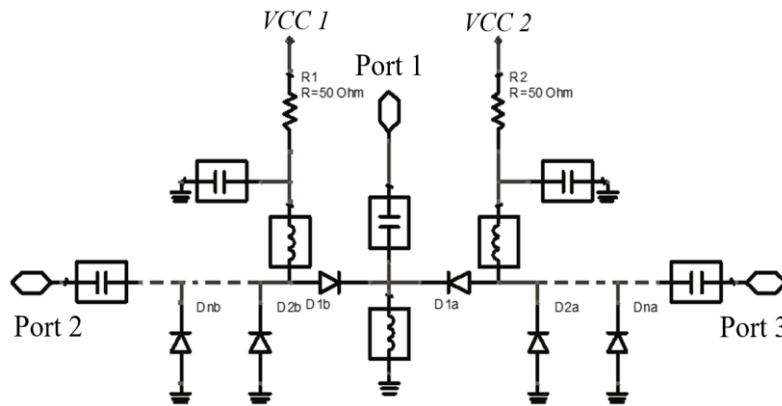 VCC 1
VCC 2
Port 1
R1
R=50 Ohm
R2
R=50 Ohm
Port 2
Dnb
D2b
D1b
D1a
D2a
Dna
Port 3